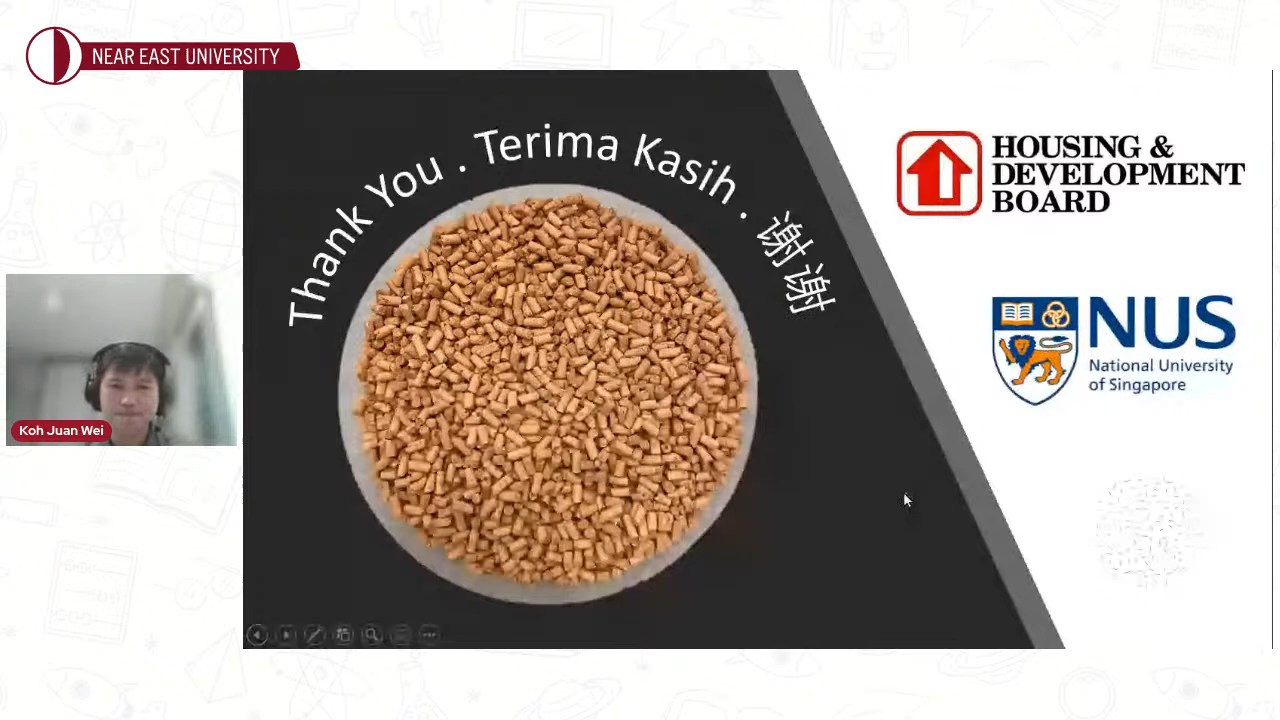 NEAR EAST UNIVERSITY
Thank You . Terima Kasih . 谢谢
HOUSING &
DEVELOPMENT
BOARD
NUS
National University
of Singapore
Koh Juan Wei